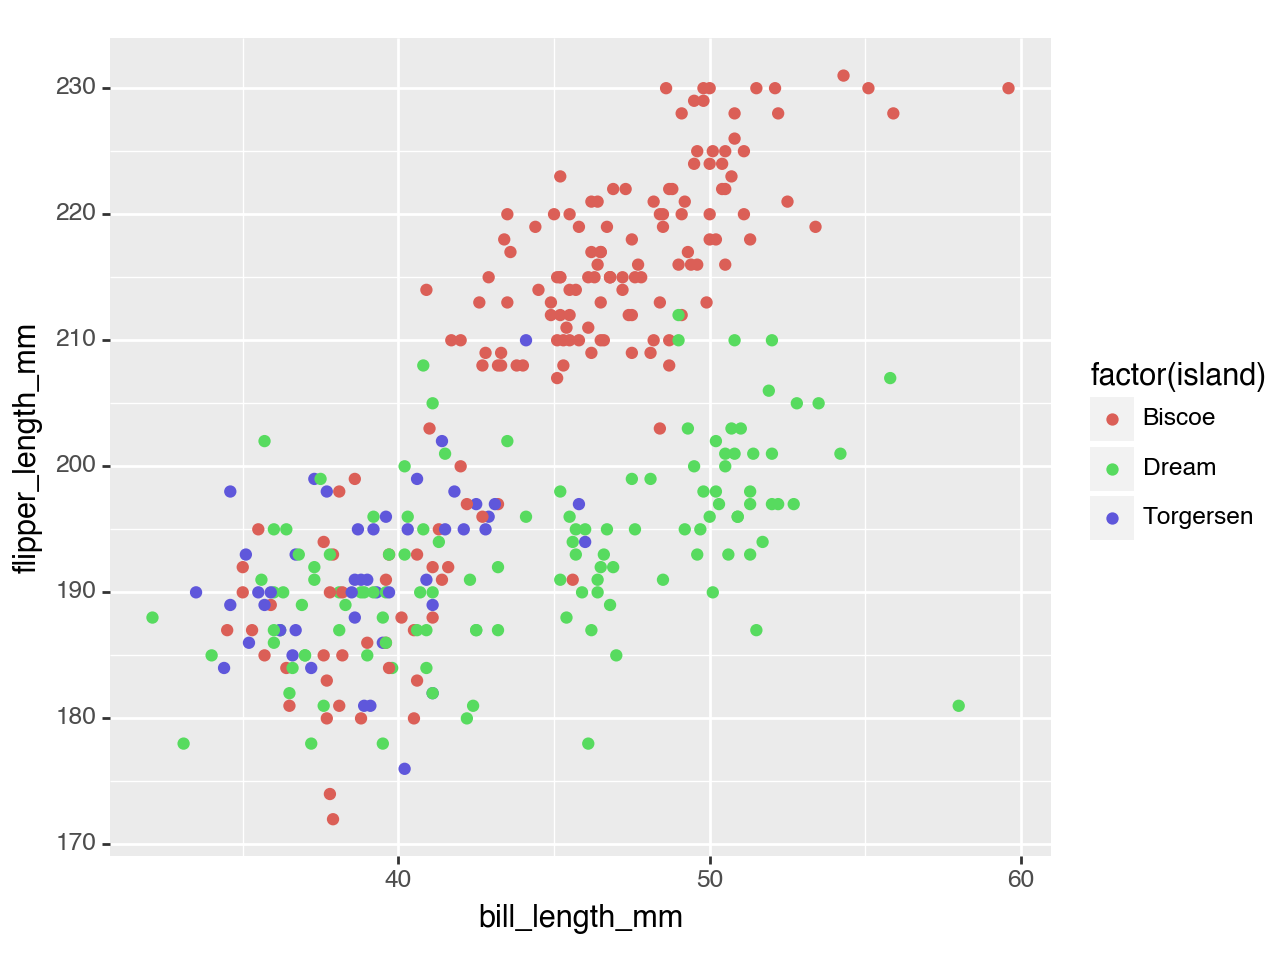 230
220
210
200
190
180
170
40
50
60
bill_length_mm
flipper_length_mm
factor(island)
Biscoe
Dream
Torgersen